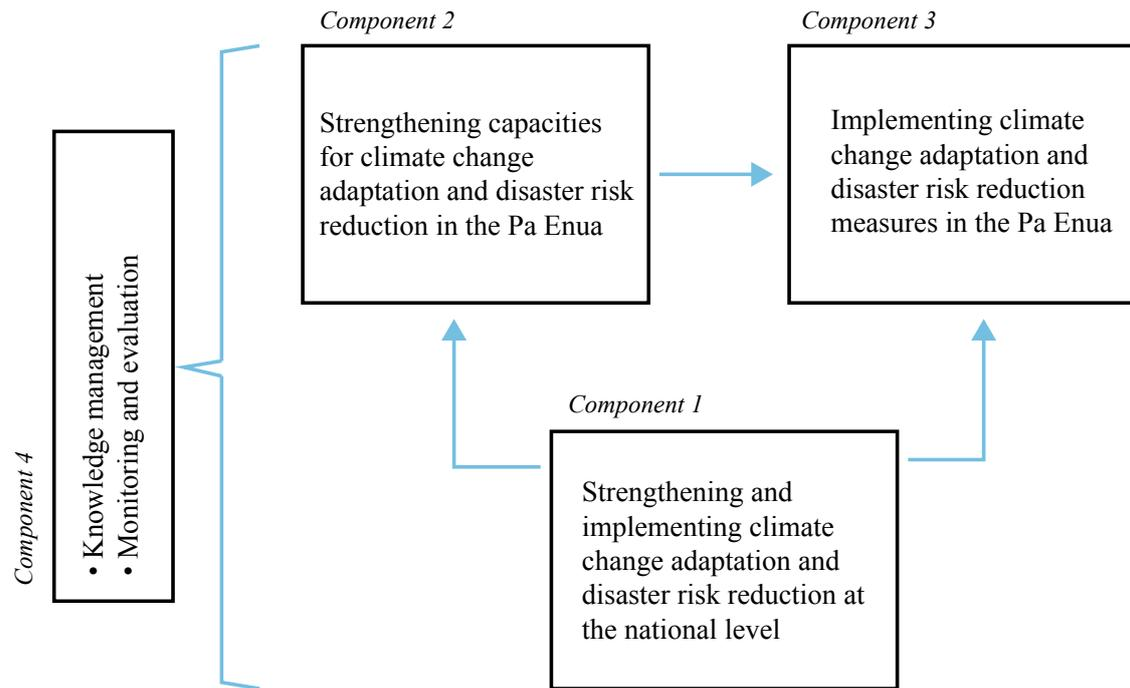 Component 2
Strengthening capacities
for climate change
adaptation and disaster risk
reduction in the Pa Enua
Component 3
Implementing climate
change adaptation and
disaster risk reduction
measures in the Pa Enua
Component 4
• Knowledge management
• Monitoring and evaluation
Component 1
Strengthening and
implementing climate
change adaptation and
disaster risk reduction at
the national level